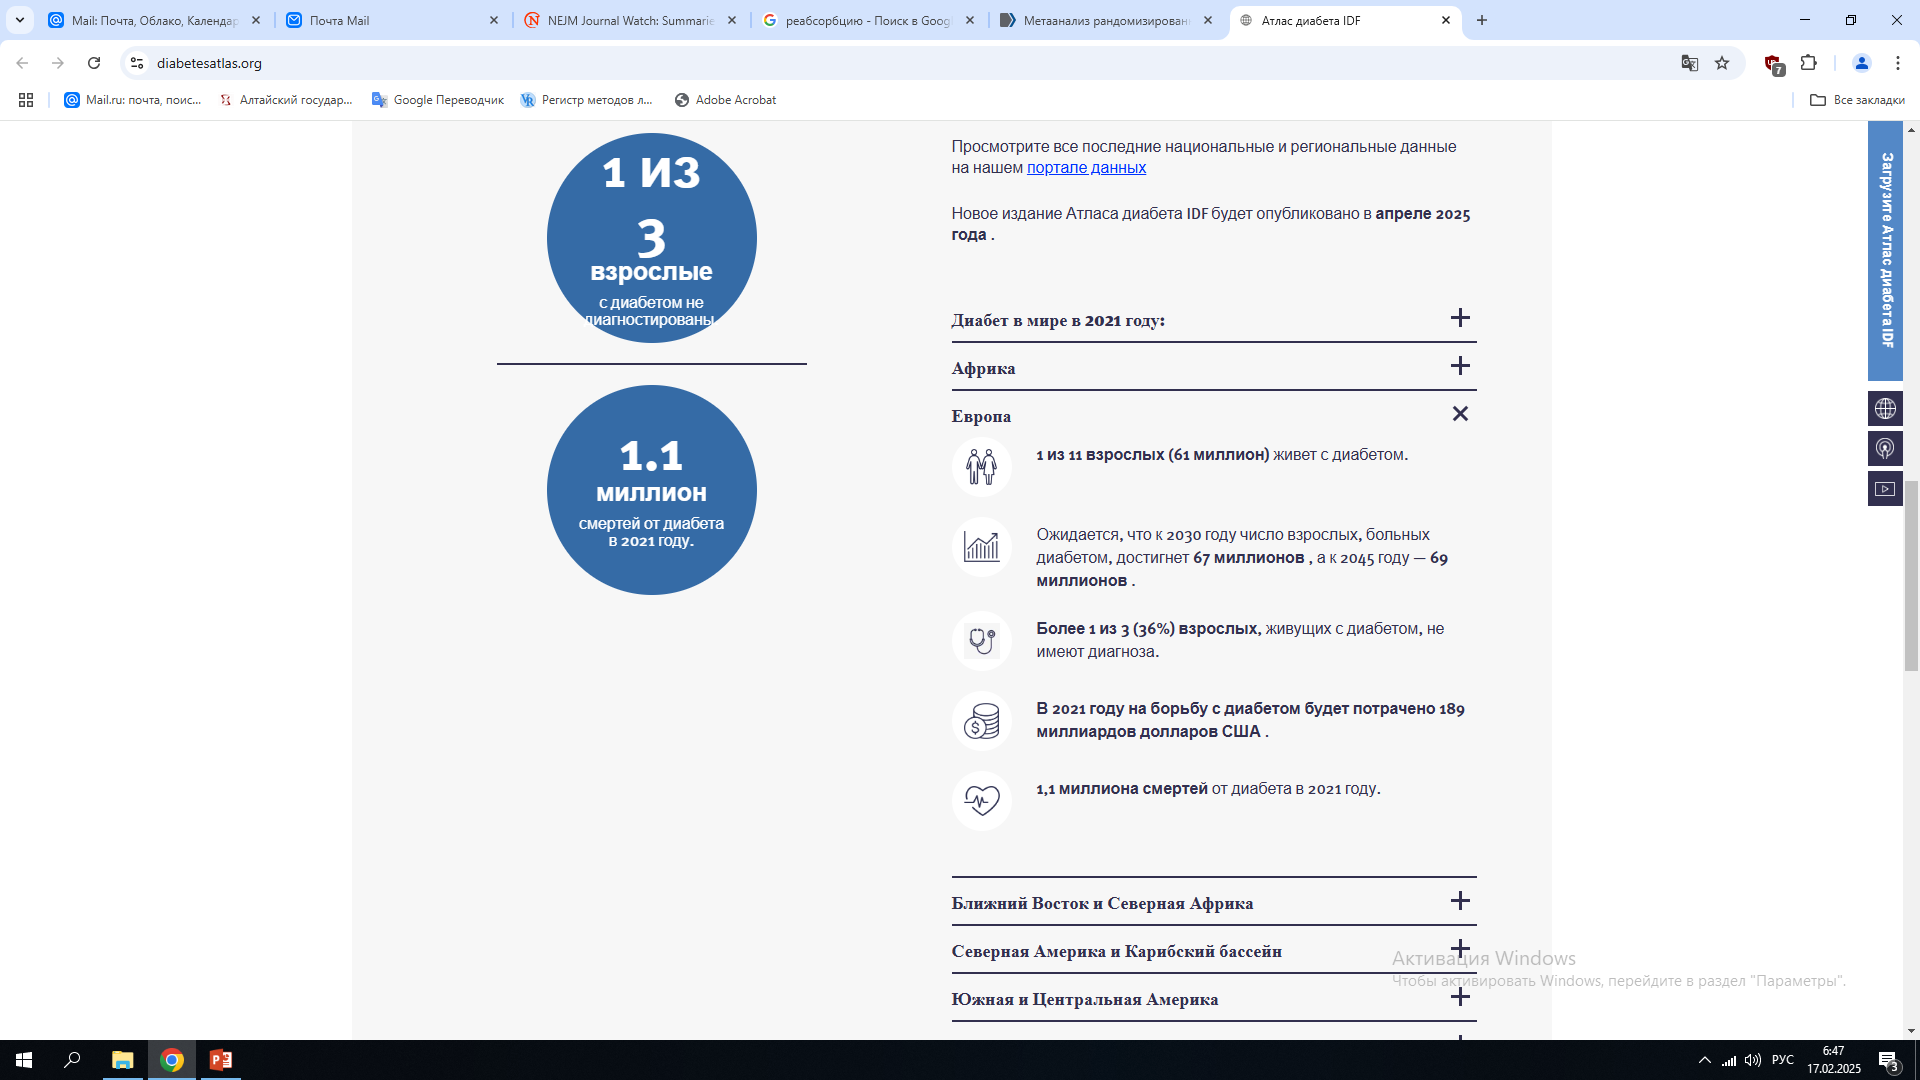 Mail: Почта, Облако, Календар
Почта Mail
NEJM Journal Watch: Summarie
реабсорбцию - Поиск в Goog
Метаанализ рандомизирован
Атлас диабета IDF
diabetesatlas.org
7
Mail.ru: почта, поис...
Алтайский государ...
Google Переводчик
Регистр методов л...
Adobe Acrobat
Все закладки
1 из
3
взрослые
с диабетом не
диагностированы.
1.1
миллион
смертей от диабета
в 2021 году.
Просмотрите все последние национальные и региональные данные
на нашем портале данных
Новое издание Атласа диабета IDF будет опубликовано в апреле 2025
года .
Диабет в мире в 2021 году:
Африка
Европа
1 из 11 взрослых (61 миллион) живет с диабетом.
Ожидается, что к 2030 году число взрослых, больных
диабетом, достигнет 67 миллионов , а к 2045 году — 69
миллионов .
Более 1 из 3 (36%) взрослых, живущих с диабетом, не
имеют диагноза.
В 2021 году на борьбу с диабетом будет потрачено 189
миллиардов долларов США .
1,1 миллиона смертей от диабета в 2021 году.
Ближний Восток и Северная Африка
Северная Америка и Карибский бассейн
Южная и Центральная Америка
Загрузите Атлас диабета IDF
Активация Windows
Чтобы активировать Windows, перейдите в раздел "Параметры".
РУС
6:47
17.02.2025
3